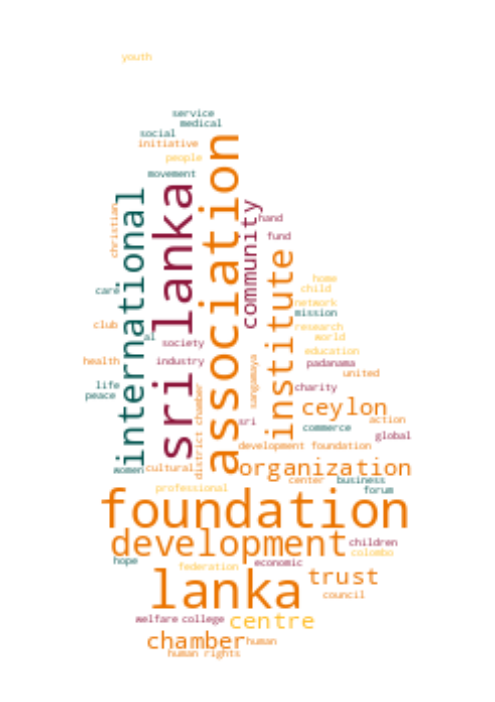 youth
service
medical
social
initiative
people
movement
association
sri lanka
international
community
christian
hand
fund
institute
home
child
care
network
mission
club
research
al
world
society
education
health
industry
sangamaya
padanama
united
life
district chamber
charity
peace
ceylon
sri
action
commerce
global
development foundation
women
cultural
organization
center
business
professional
forum
foundation
development
children
colombo
hope
economic
federation
lanka
trust
council
welfare
college
centre
chamber
human
human rights